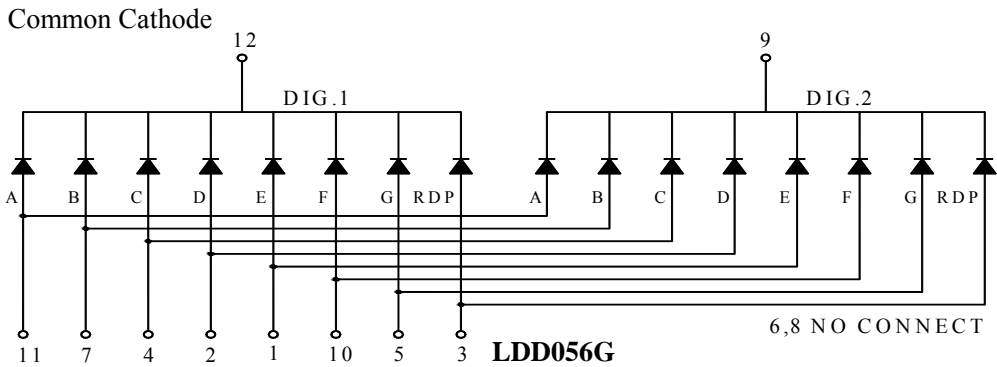 Common Cathode
12 9
DIG.1 DIG.2
A B C D E F G RDP A B C D E F G RDP
6,8 NO CONNECT
11 7 4 2 1 10 5 3 LDD056G